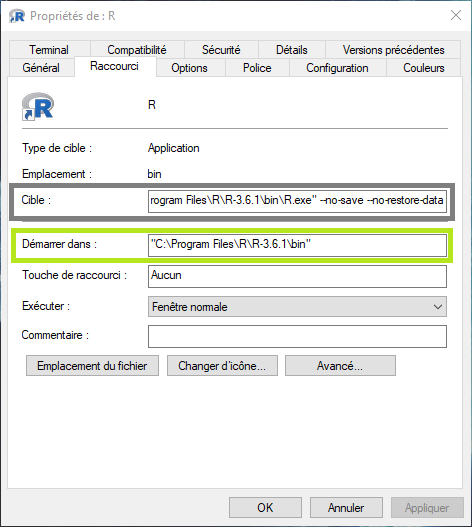 Propriétés de : R
Terminal Compatibilité Sécurité Détails Versions précédentes
Général Raccourci Options Police Configuration Couleurs
R
Type de cible : Application
Emplacement : bin
Cible : rogram Files\R\R-3.6.1\bin\R.exe" --no-save --no-restore-data
Démarrer dans : "C:\Program Files\R\R-3.6.1\bin"
Touche de raccourci : Aucun
Exécuter : Fenêtre normale
Commentaire :
Emplacement du fichier Changer d'icône... Avancé...
OK Annuler Appliquer